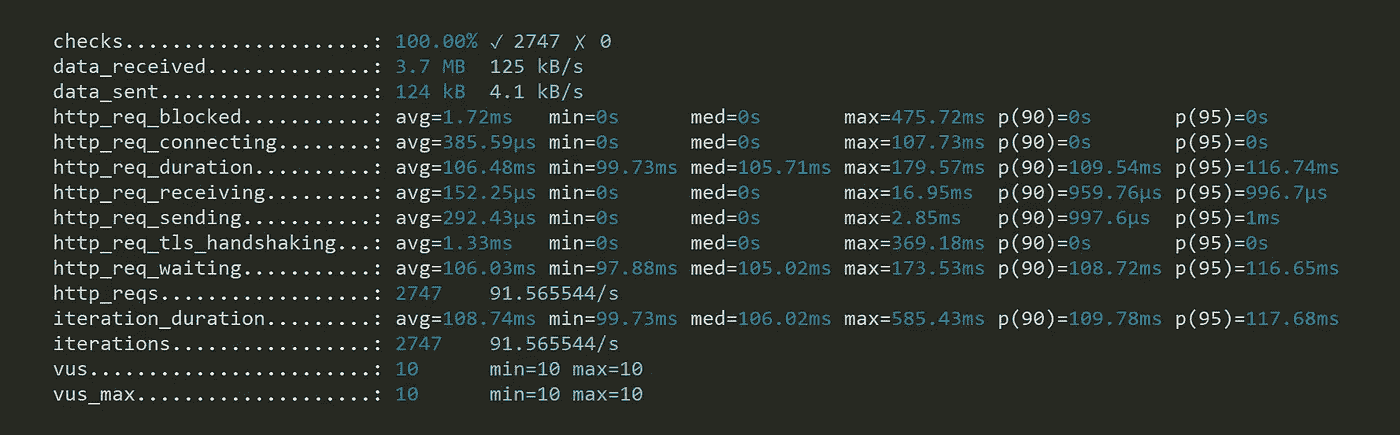 checks.....................: 100.00% ✓ 2747 ✗ 0
data_received..............: 3.7 MB  125 kB/s
data_sent..................: 124 kB  4.1 kB/s
http_req_blocked...........: avg=1.72ms   min=0s      med=0s       max=475.72ms p(90)=0s       p(95)=0s
http_req_connecting........: avg=385.59µs min=0s      med=0s       max=107.73ms p(90)=0s       p(95)=0s
http_req_duration..........: avg=106.48ms min=99.73ms med=105.71ms max=179.57ms p(90)=109.54ms p(95)=116.74ms
http_req_receiving.........: avg=152.25µs min=0s      med=0s       max=16.95ms  p(90)=959.76µs p(95)=996.7µs
http_req_sending...........: avg=292.43µs min=0s      med=0s       max=2.85ms   p(90)=997.6µs  p(95)=1ms
http_req_tls_handshaking...: avg=1.33ms   min=0s      med=0s       max=369.18ms p(90)=0s       p(95)=0s
http_req_waiting...........: avg=106.03ms min=97.88ms med=105.02ms max=173.53ms p(90)=108.72ms p(95)=116.65ms
http_reqs..................: 2747    91.565544/s
iteration_duration.........: avg=108.74ms min=99.73ms med=106.02ms max=585.43ms p(90)=109.78ms p(95)=117.68ms
iterations.................: 2747    91.565544/s
vus........................: 10      min=10 max=10
vus_max....................: 10      min=10 max=10